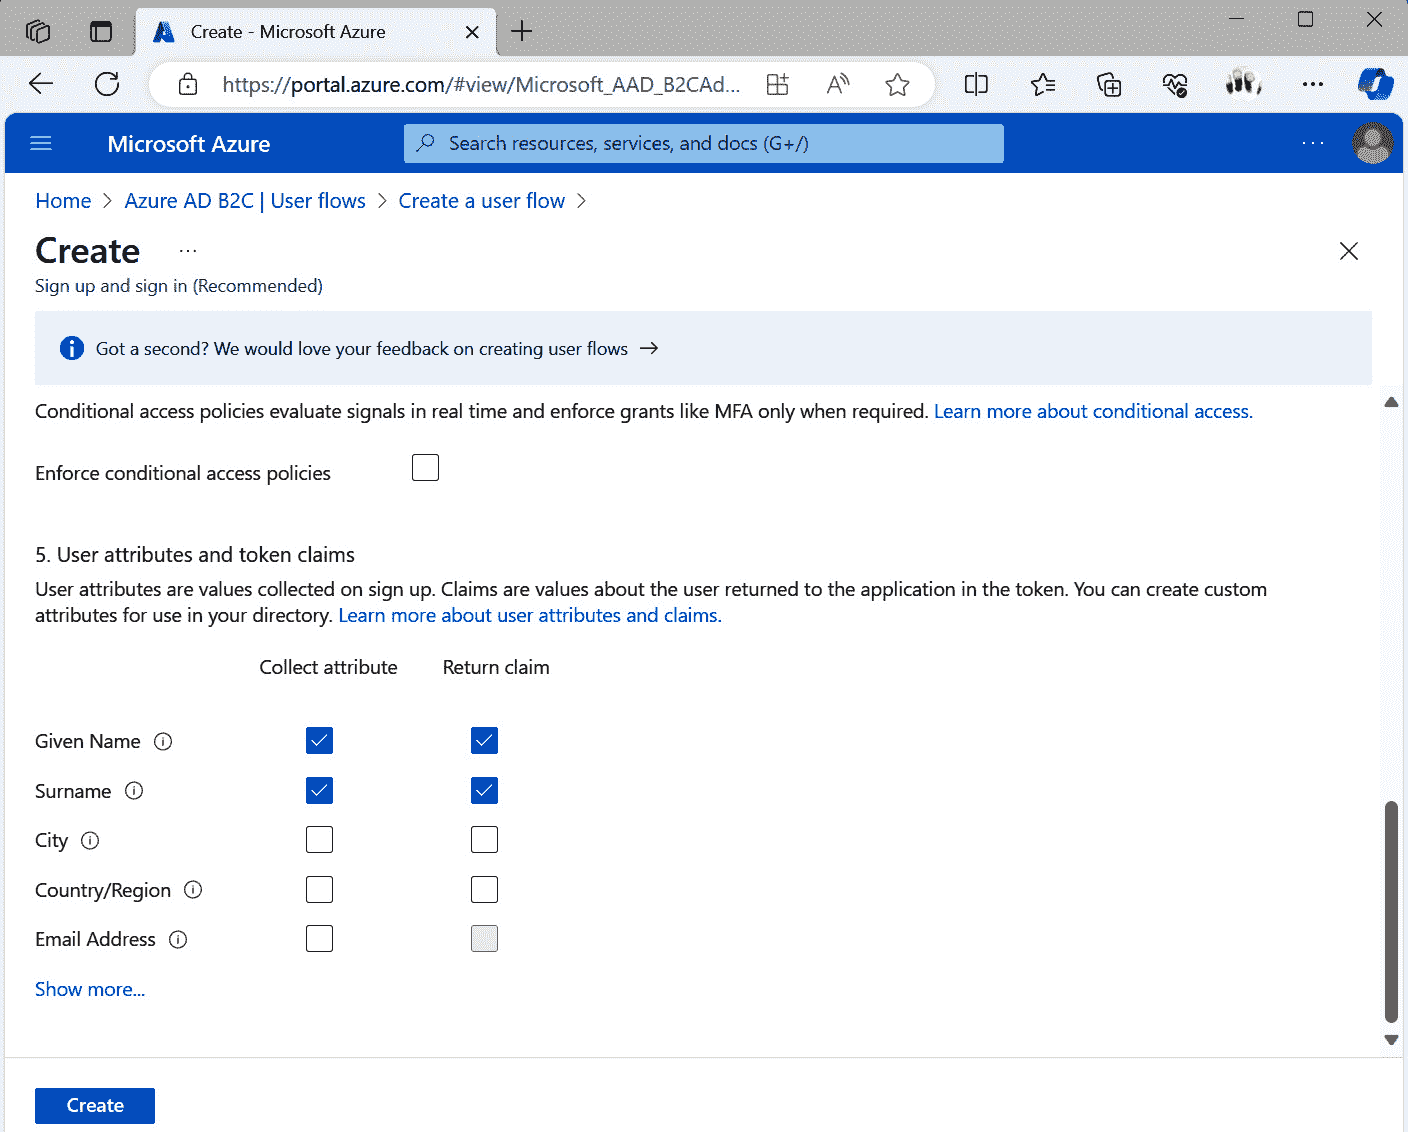 Create - Microsoft Azure
https://portal.azure.com/#view/Microsoft_AAD_B2CAd...
Microsoft Azure
Search resources, services, and docs (G+/)
Home > Azure AD B2C | User flows > Create a user flow >
Create ...
Sign up and sign in (Recommended)
Got a second? We would love your feedback on creating user flows →
Conditional access policies evaluate signals in real time and enforce grants like MFA only when required. Learn more about conditional access.
Enforce conditional access policies
5. User attributes and token claims
User attributes are values collected on sign up. Claims are values about the user returned to the application in the token. You can create custom
attributes for use in your directory. Learn more about user attributes and claims.
Collect attribute Return claim
Given Name
Surname
City
Country/Region
Email Address
Show more...
Create